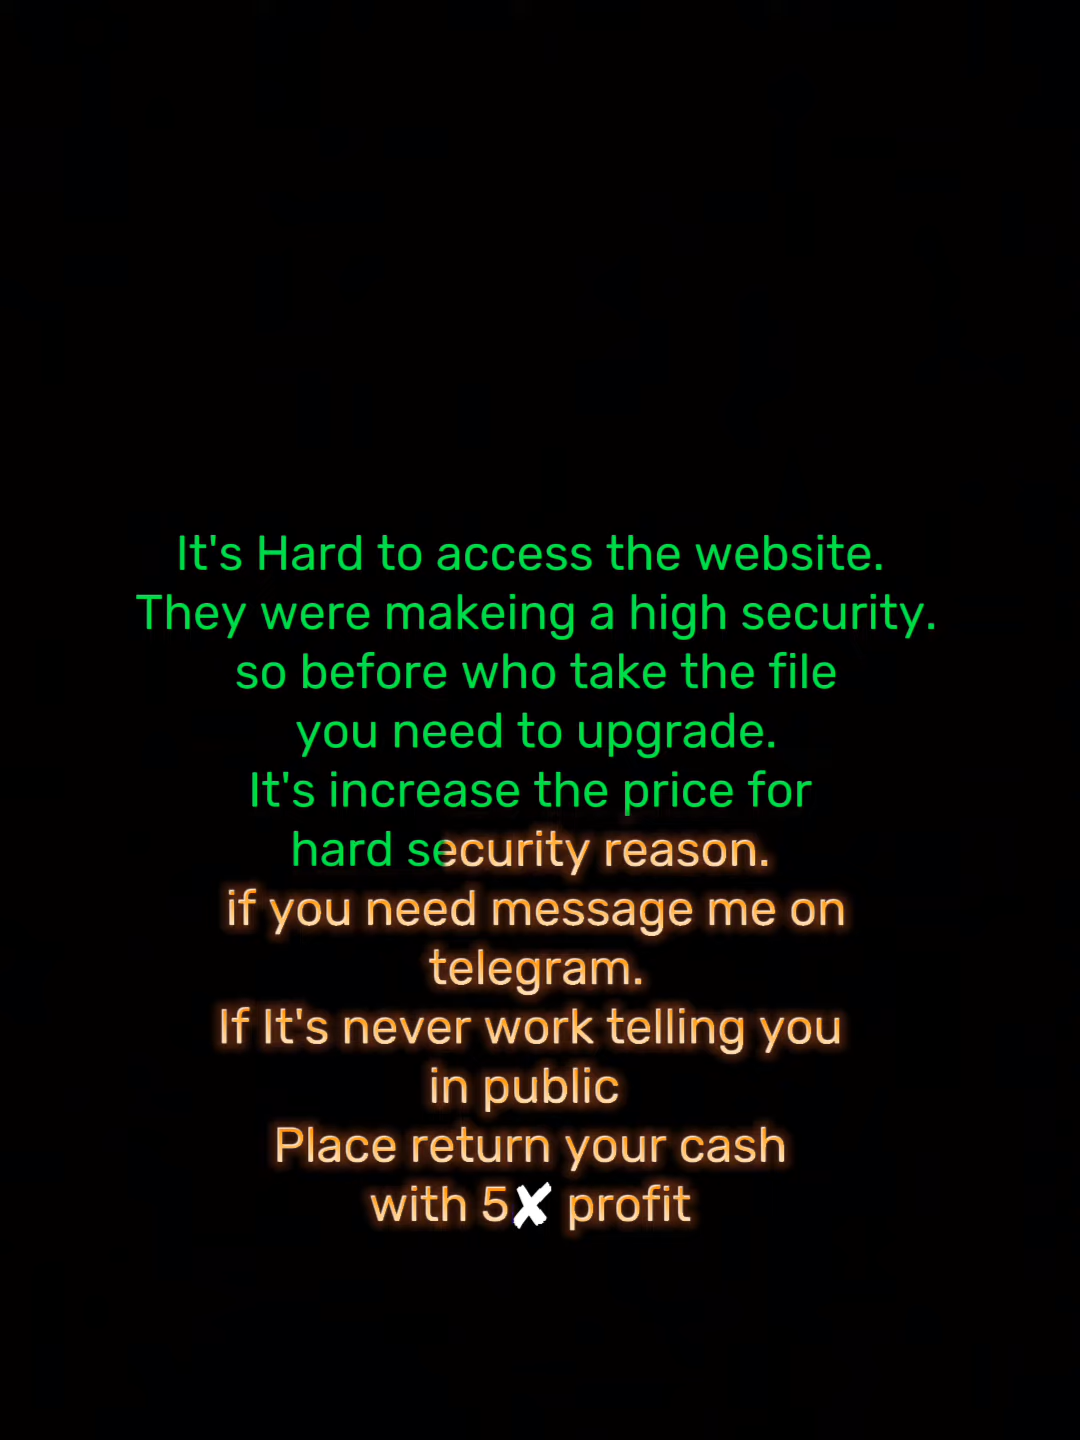 It's Hard to access the website.
They were makeing a high security.
so before who take the file
you need to upgrade.
It's increase the price for
hard security reason.
if you need message me on
telegram.
If It's never work telling you
in public
Place return your cash
with 5✘ profit